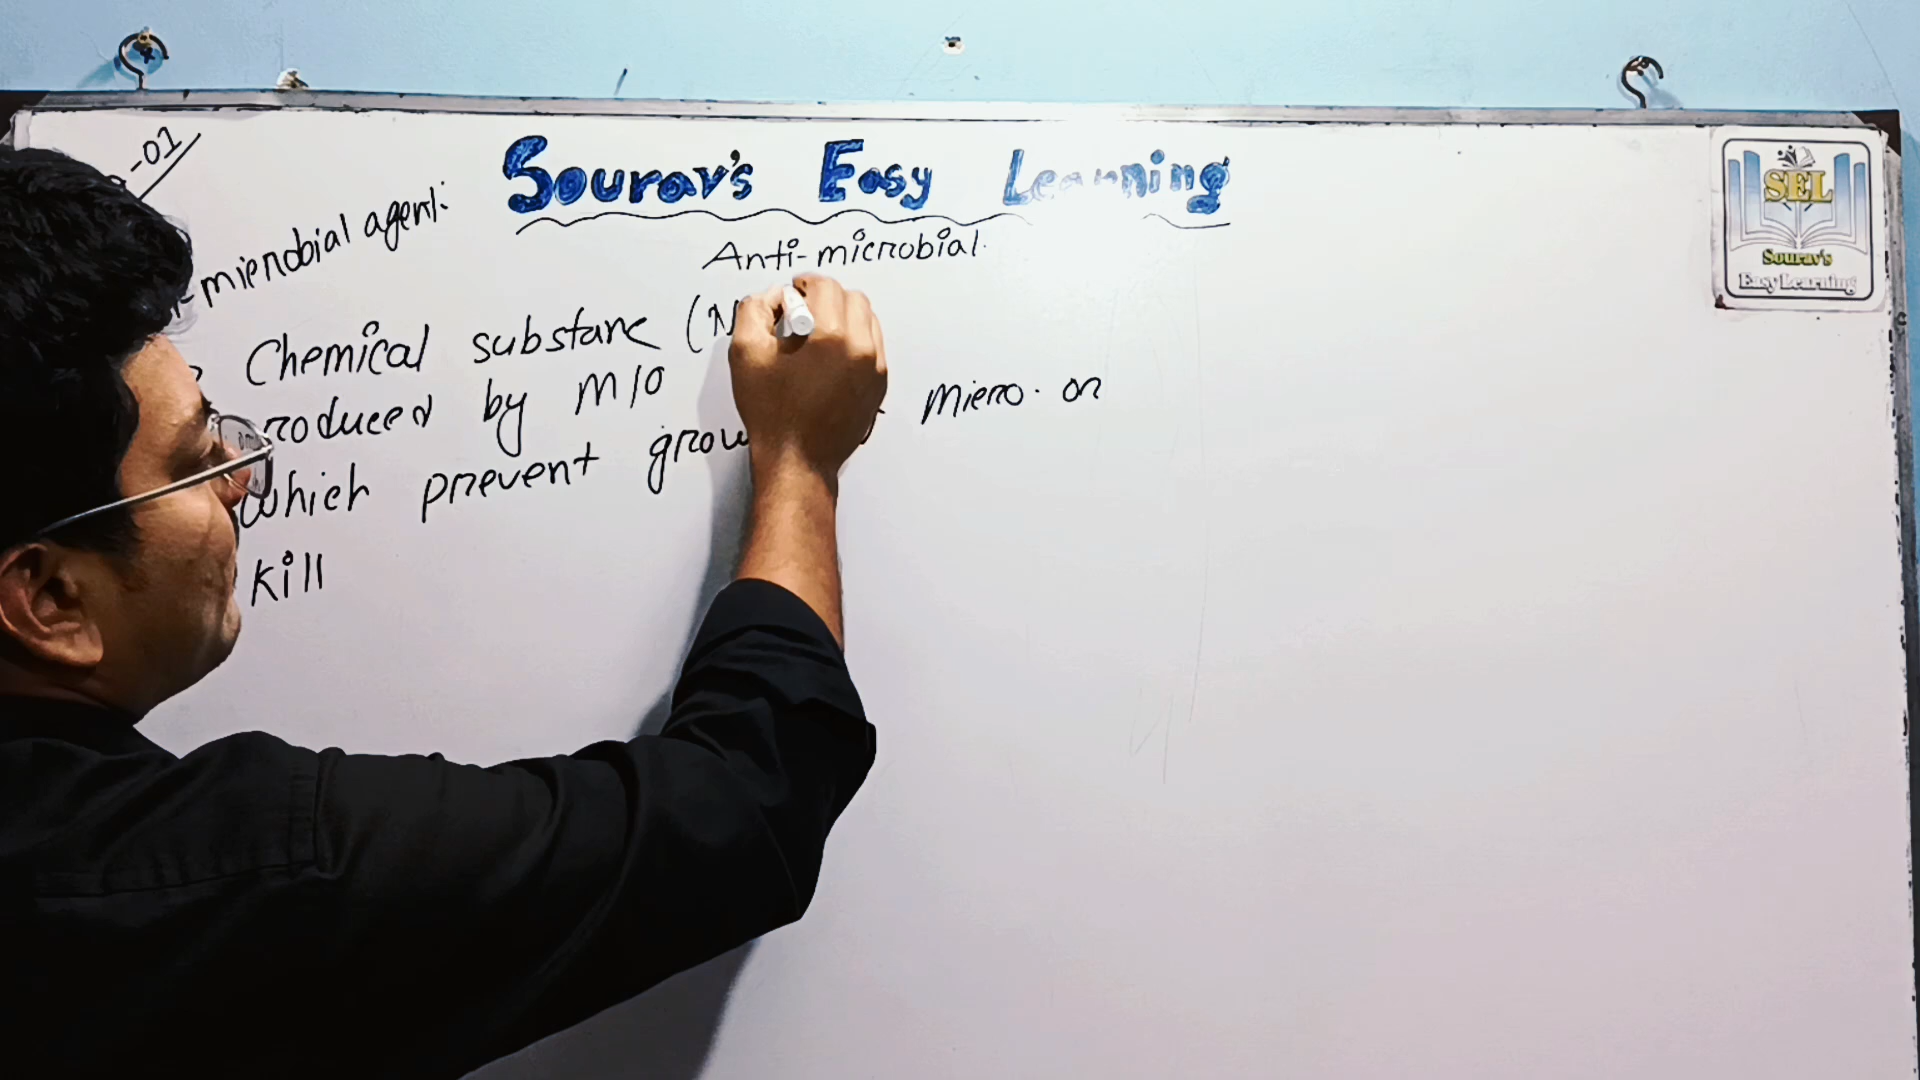 -01
Sourav's Easy Learning
Anti-microbial.
-microbial agent:
Chemical substanc (N
roduced by M/O
which prevent grow Micro. or
Kill
SEL
Sourav's
Easy Learning